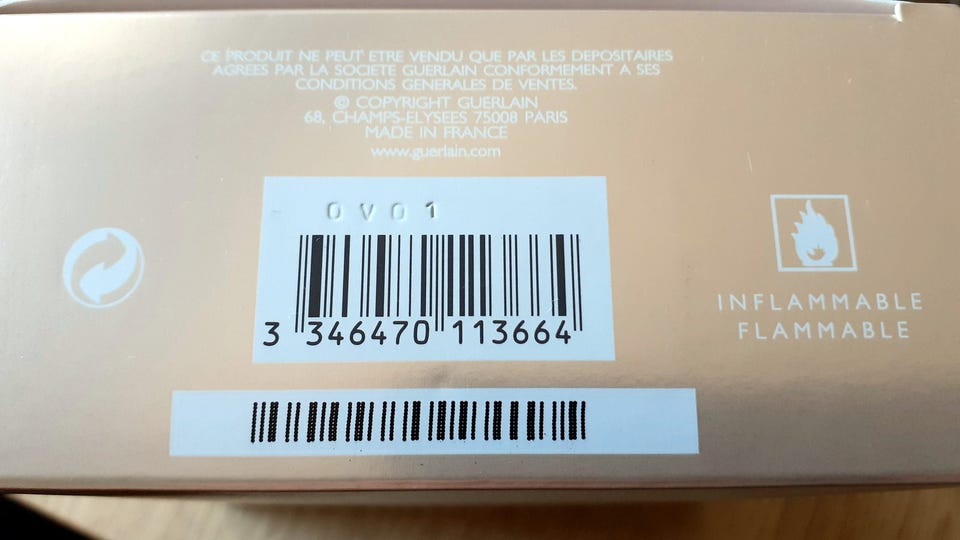 CE PRODUIT NE PEUT ETRE VENDU QUE PAR LES DEPOSITAIRES
AGREES PAR LA SOCIETE GUERLAIN CONFORMEMENT A SES
CONDITIONS GENERALES DE VENTES.
© COPYRIGHT GUERLAIN
68, CHAMPS-ELYSEES 75008 PARIS
MADE IN FRANCE
www.guerlain.com
0V01
3 346470 113664
INFLAMMABLE
FLAMMABLE